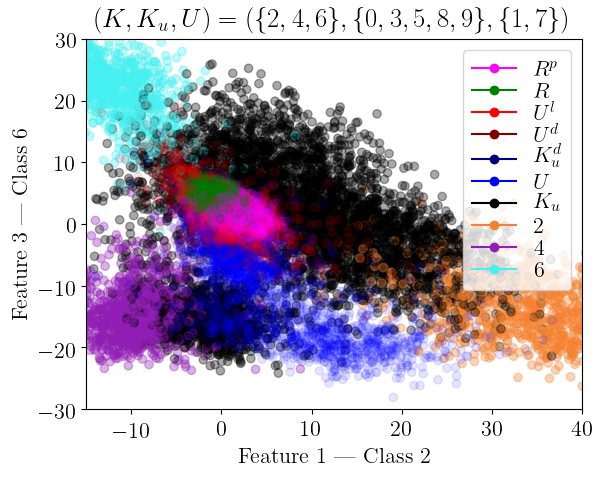 (K, K_u, U) = ({2, 4, 6}, {0, 3, 5, 8, 9}, {1, 7})
30
20
10
0
−10
−20
−30
Feature 3 — Class 6
R^p
R
U^l
U^d
K_u^d
U
K_u
2
4
6
−10
0
10
20
30
40
Feature 1 — Class 2